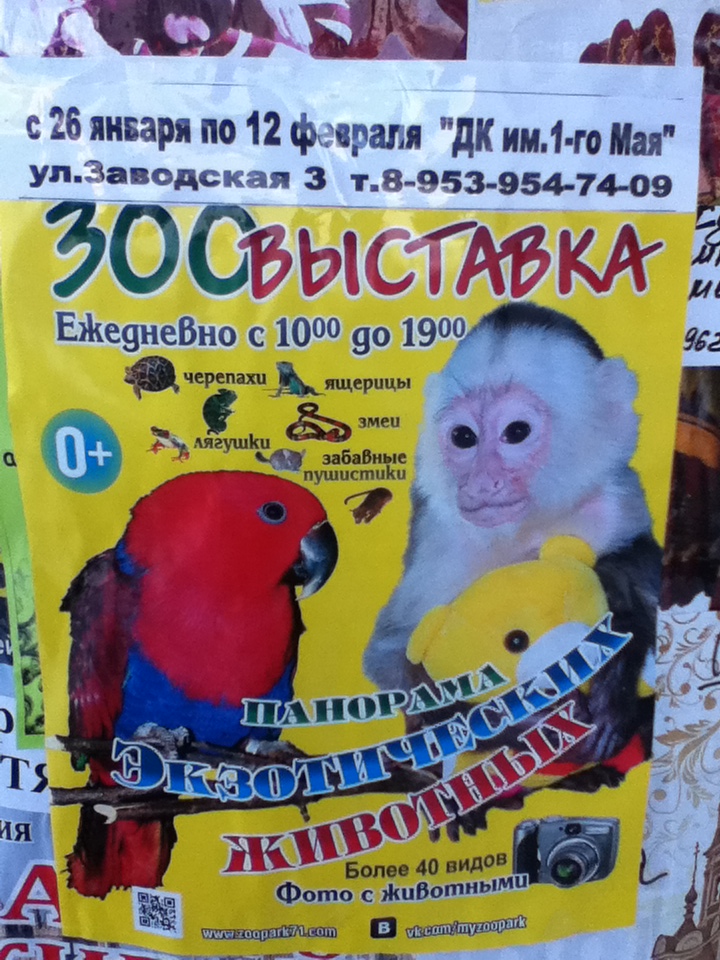 с 26 января по 12 февраля "ДК им.1-го Мая"
ул.Заводская 3 т.8-953-954-74-09
ЗООВЫСТАВКА
Ежедневно с 10⁰⁰ до 19⁰⁰
черепахи
ящерицы
змеи
лягушки
забавные
пушистики
0+
962
ПАНОРАМА
ЭКЗОТИЧЕСКИХ
ЖИВОТНЫХ
Более 40 видов
Фото с животными
www.zoopark71.com
B vk.com/myzoopark